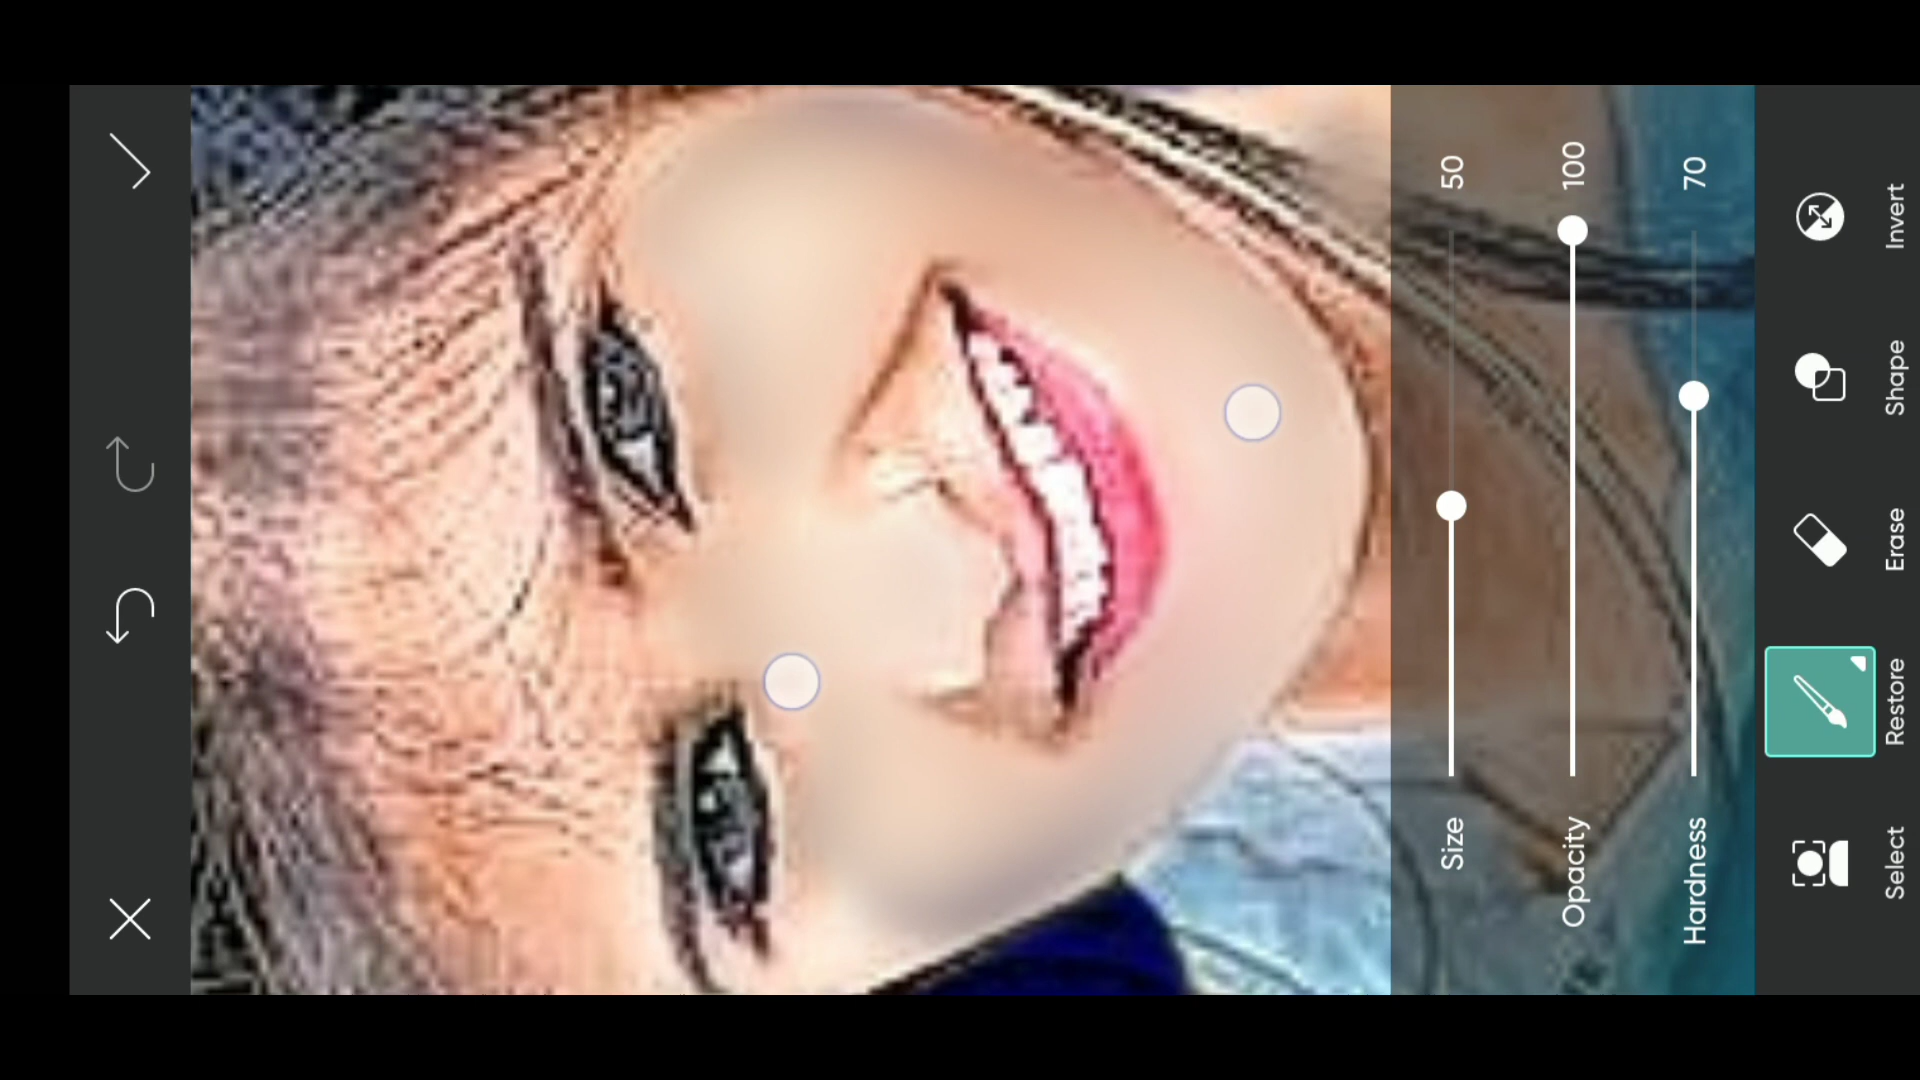 Size 50
Opacity 100
Hardness 70
Select
Restore
Erase
Shape
Invert